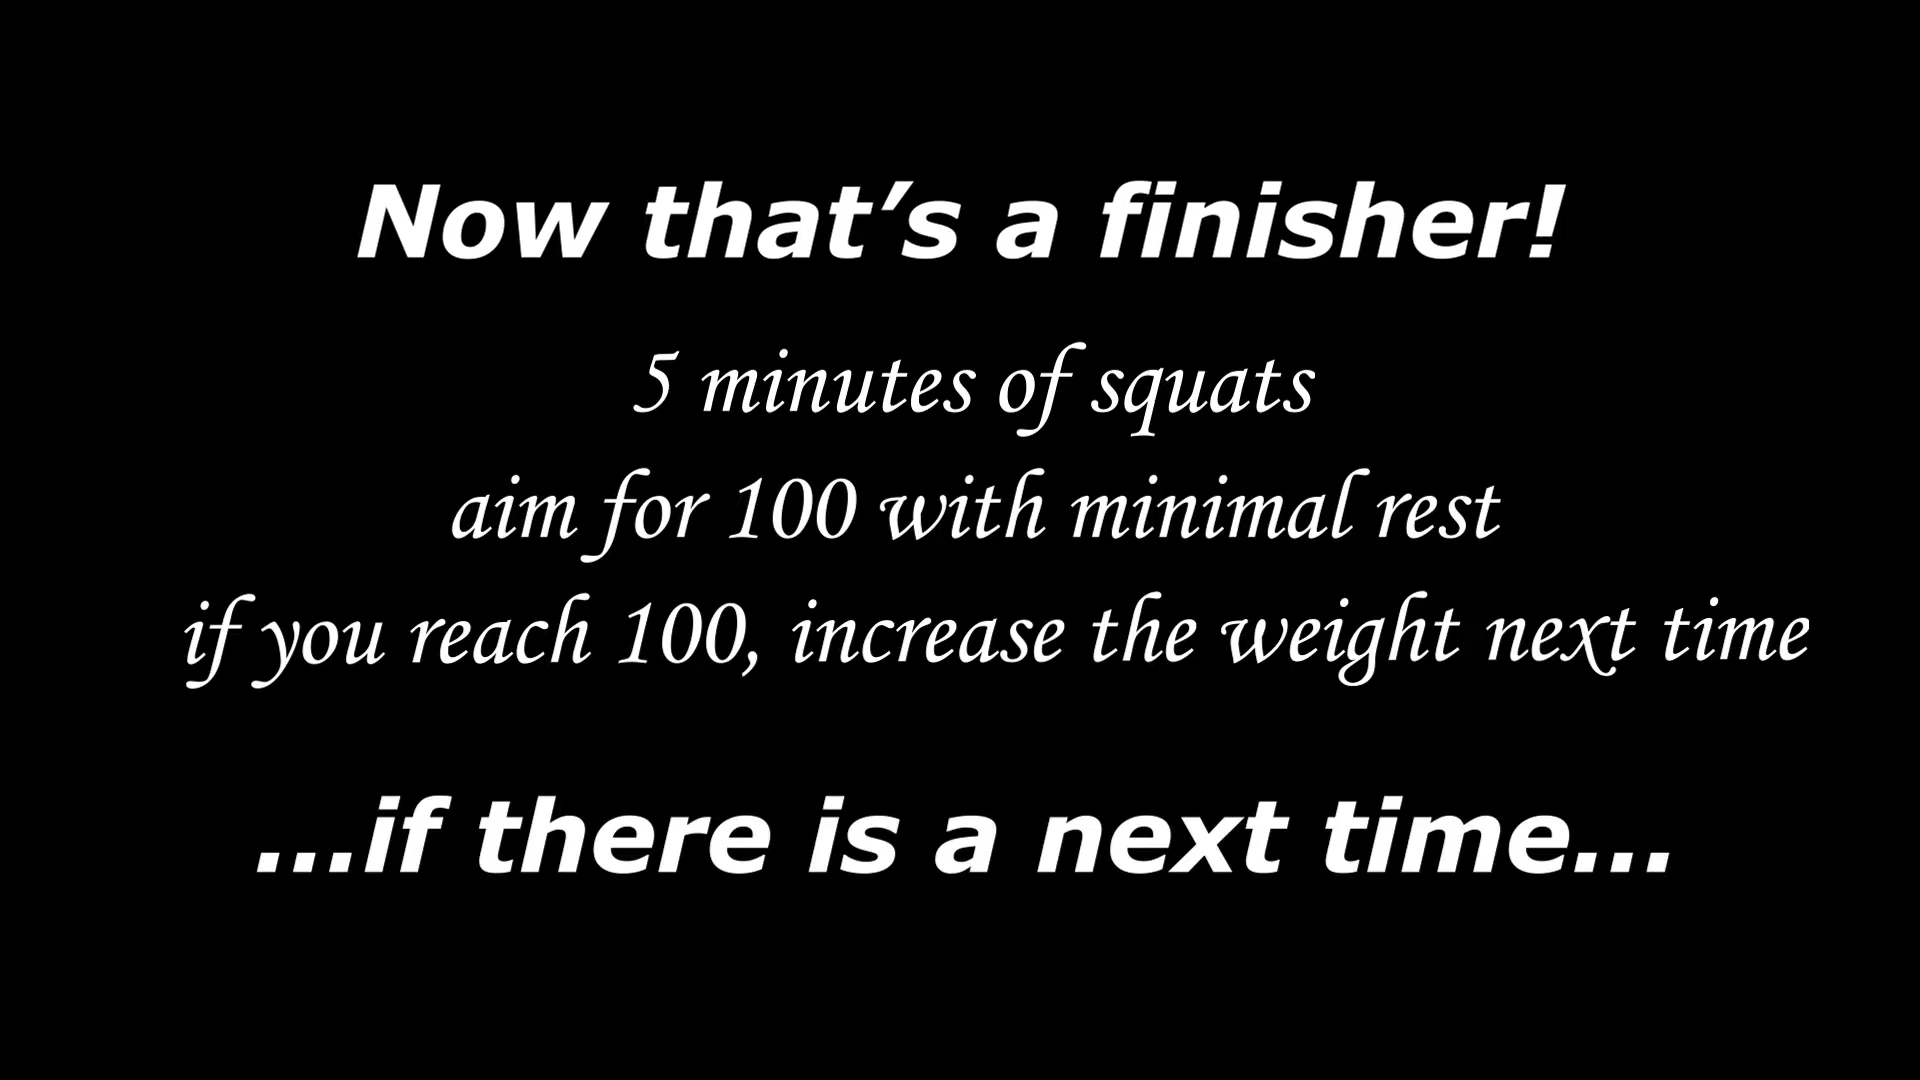 Now that’s a finisher!
5 minutes of squats
aim for 100 with minimal rest
if you reach 100, increase the weight next time
...if there is a next time...